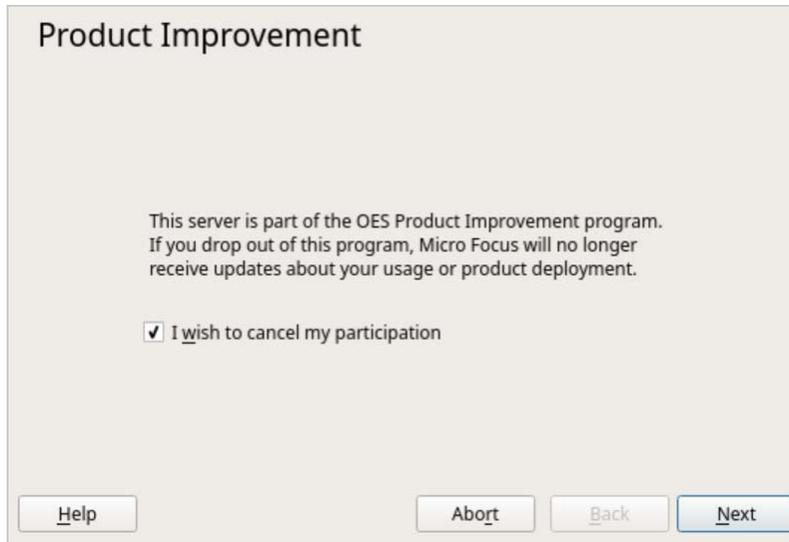 Product Improvement
This server is part of the OES Product Improvement program.
If you drop out of this program, Micro Focus will no longer
receive updates about your usage or product deployment.
I wish to cancel my participation
Help Abort Back Next